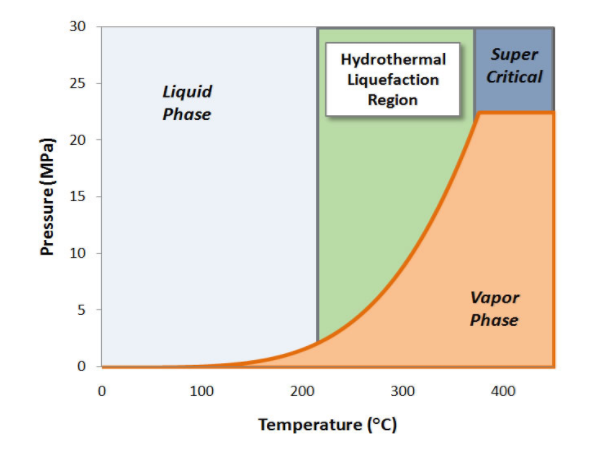 30
25
20
15
10
5
0
Pressure (MPa)
Liquid
Phase
Hydrothermal
Liquefaction
Region
Super
Critical
Vapor
Phase
0 100 200 300 400
Temperature (°C)